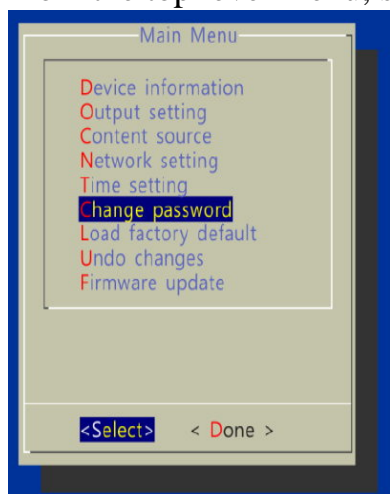 Main Menu
Device information
Output setting
Content source
Network setting
Time setting
Change password
Load factory default
Undo changes
Firmware update
<Select> < Done >